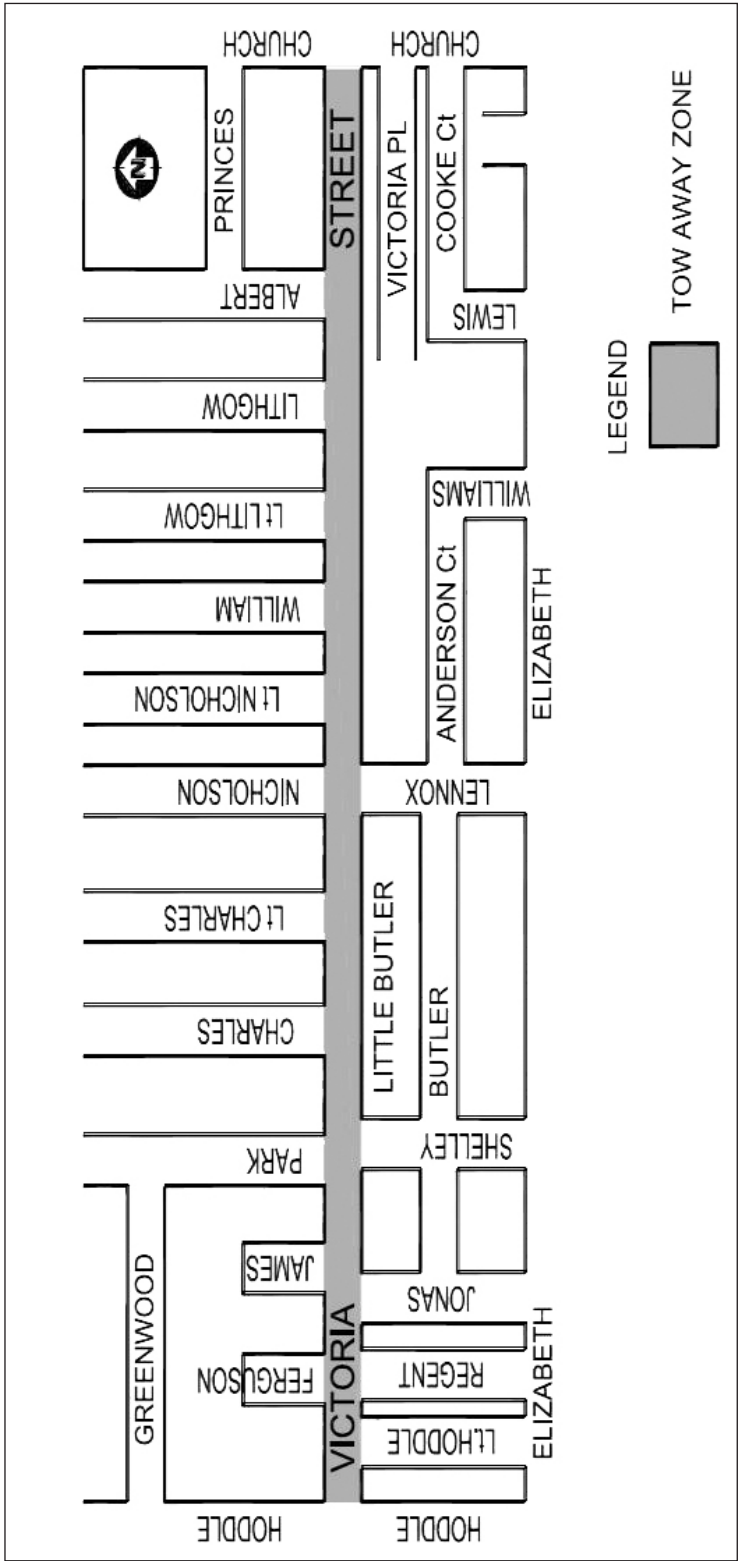 HODDLE
FERGUSON
JAMES
PARK
CHARLES
Lt CHARLES
NICHOLSON
Lt NICHOLSON
WILLIAM
Lt LITHGOW
LITHGOW
ALBERT
CHURCH
GREENWOOD
PRINCES
N
VICTORIA STREET
HODDLE
Lt.HODDLE
REGENT
JONAS
SHELLEY
LITTLE BUTLER
BUTLER
LENNOX
ANDERSON Ct
WILLIAMS
LEWIS
VICTORIA PL
COOKE Ct
CHURCH
ELIZABETH
ELIZABETH
LEGEND
TOW AWAY ZONE